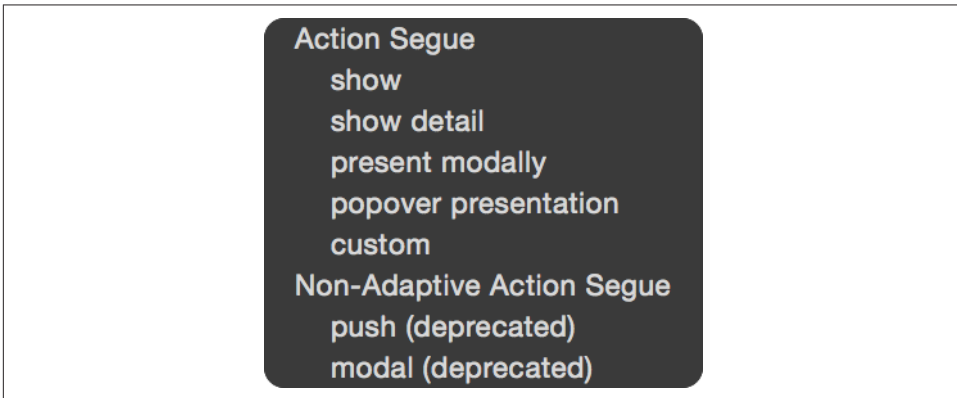 Action Segue
show
show detail
present modally
popover presentation
custom
Non-Adaptive Action Segue
push (deprecated)
modal (deprecated)